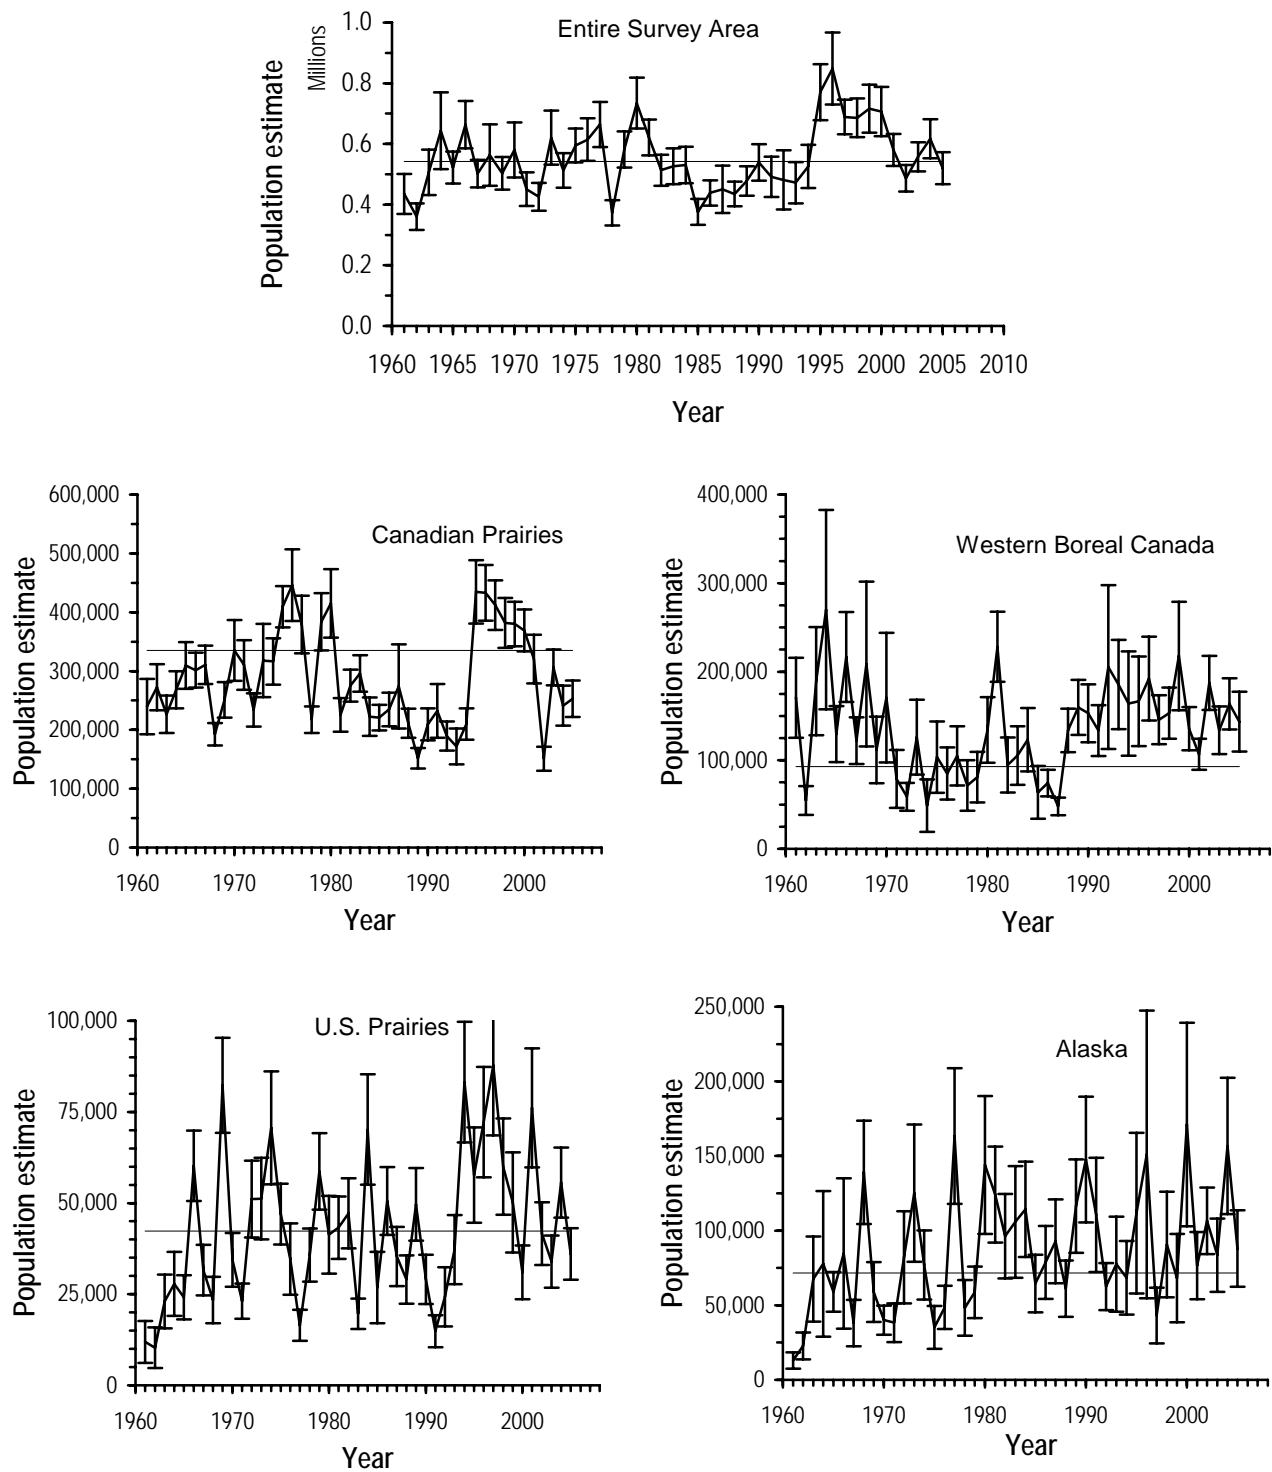 Entire Survey Area
Population estimate
Millions
1.0
0.8
0.6
0.4
0.2
0.0
1960 1965 1970 1975 1980 1985 1990 1995 2000 2005 2010
Year
Canadian Prairies
Population estimate
600,000
500,000
400,000
300,000
200,000
100,000
0
1960 1970 1980 1990 2000
Year
Western Boreal Canada
Population estimate
400,000
300,000
200,000
100,000
0
1960 1970 1980 1990 2000
Year
U.S. Prairies
Population estimate
100,000
75,000
50,000
25,000
0
1960 1970 1980 1990 2000
Year
Alaska
Population estimate
250,000
200,000
150,000
100,000
50,000
0
1960 1970 1980 1990 2000
Year